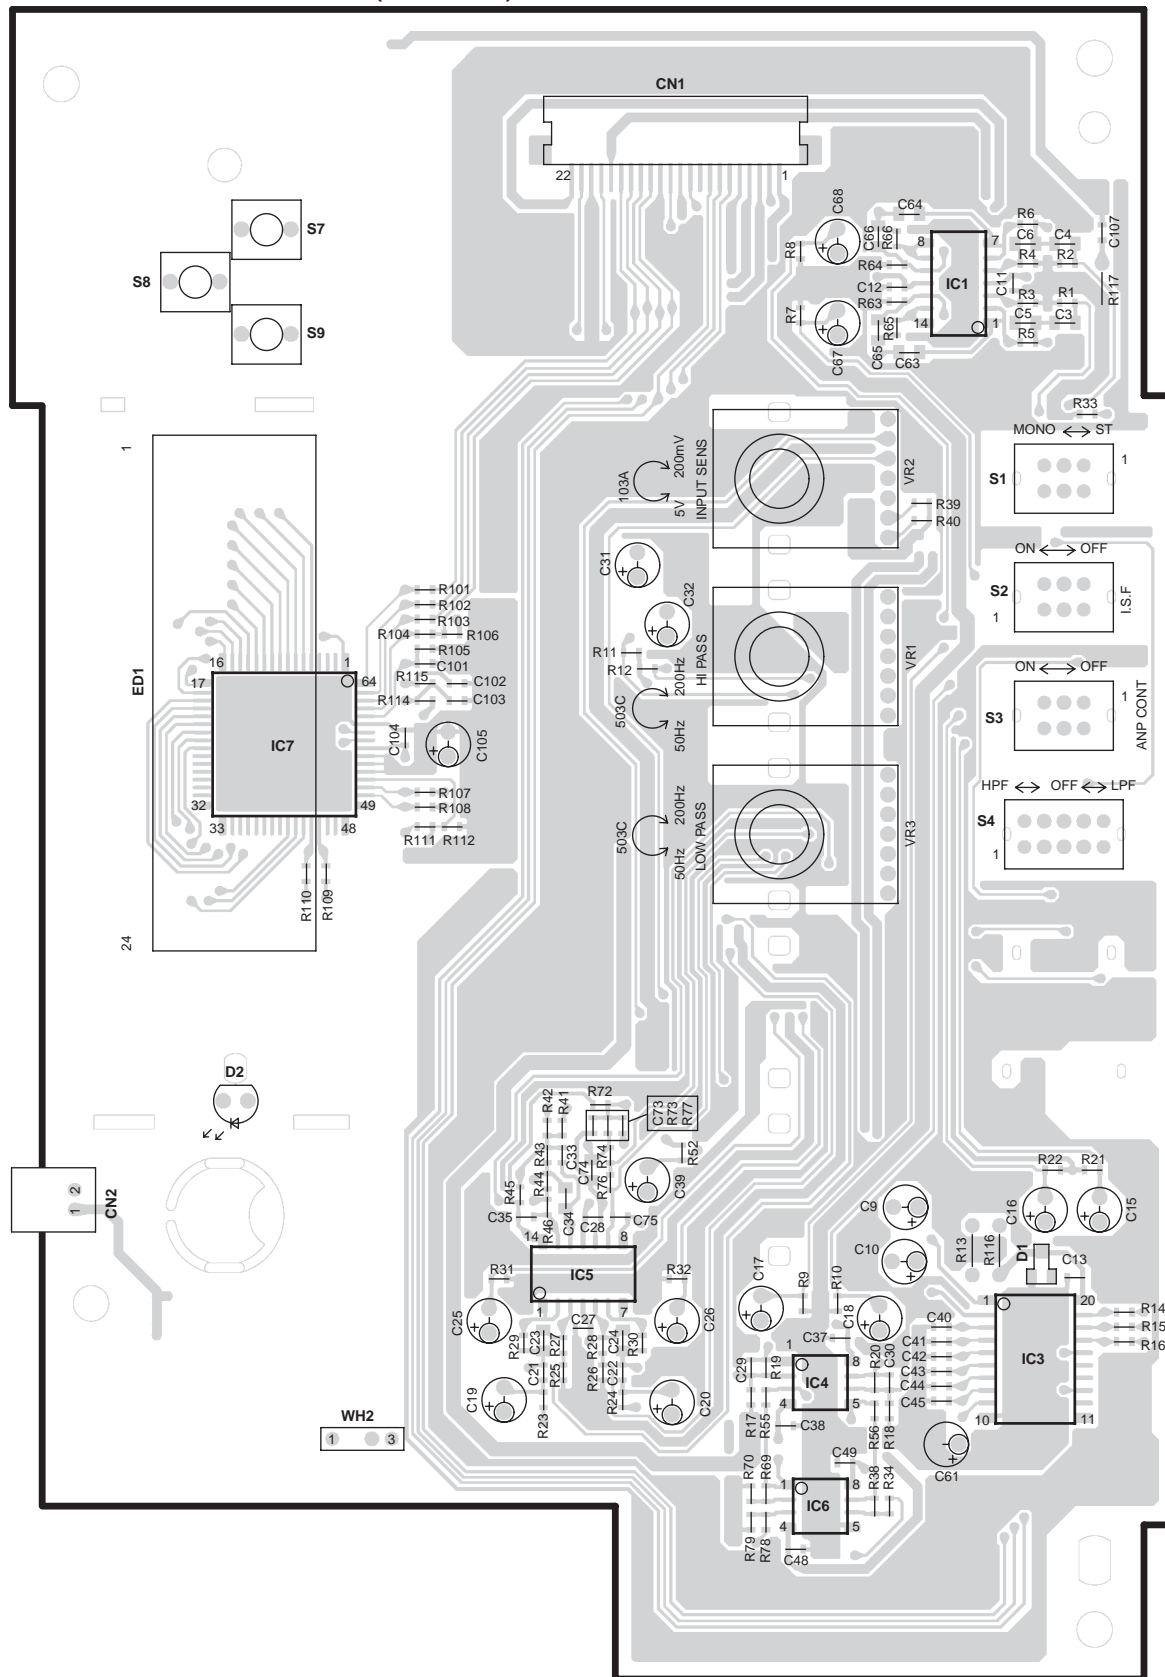 CN1
22
1
S7
S8
S9
C68
C64
R6
C107
C66
R66
8
7
C6
C4
R8
R64
R4
R2
IC1
C12
C11
R117
R63
R3
R1
R7
14
1
C5
C3
C67
C65
R65
C63
R5
R33
MONO ↔ ST
S1
1
103A
200mV
5V
INPUT SENS
VR2
R39
R40
ON ↔ OFF
S2
1
I.S.F
C31
C32
R11
R12
503C
200Hz
50Hz
HI PASS
VR1
ON ↔ OFF
S3
1
ANP CONT
503C
200Hz
50Hz
LOW PASS
VR3
HPF ↔ OFF ↔ LPF
S4
1
1
ED1
24
R101
R102
R103
R104
R106
R105
C101
R115
C102
R114
C103
C104
C105
16
1
17
64
IC7
32
49
33
48
R107
R108
R111
R112
R110
R109
D2
2
1
CN2
R42
R41
R72
C73
R73
R77
R43
C33
C74
R74
R52
R45
R44
R76
C39
C35
R46
C34
C28
C75
14
8
IC5
1
7
R31
R32
C25
C26
R29
C23
R27
C27
R28
C24
R30
C21
R25
R26
C22
C19
R23
R24
C20
WH2
1
3
C9
C10
R22
R21
C16
C15
R13
R116
D1
C13
C17
R9
R10
C18
C37
1
8
IC4
4
5
C29
R19
R20
C30
R17
R55
C38
R56
R18
C40
C41
C42
C43
C44
C45
1
20
IC3
10
11
R14
R15
R16
C61
R70
R69
C49
R38
R34
1
8
IC6
4
5
R79
R78
C48